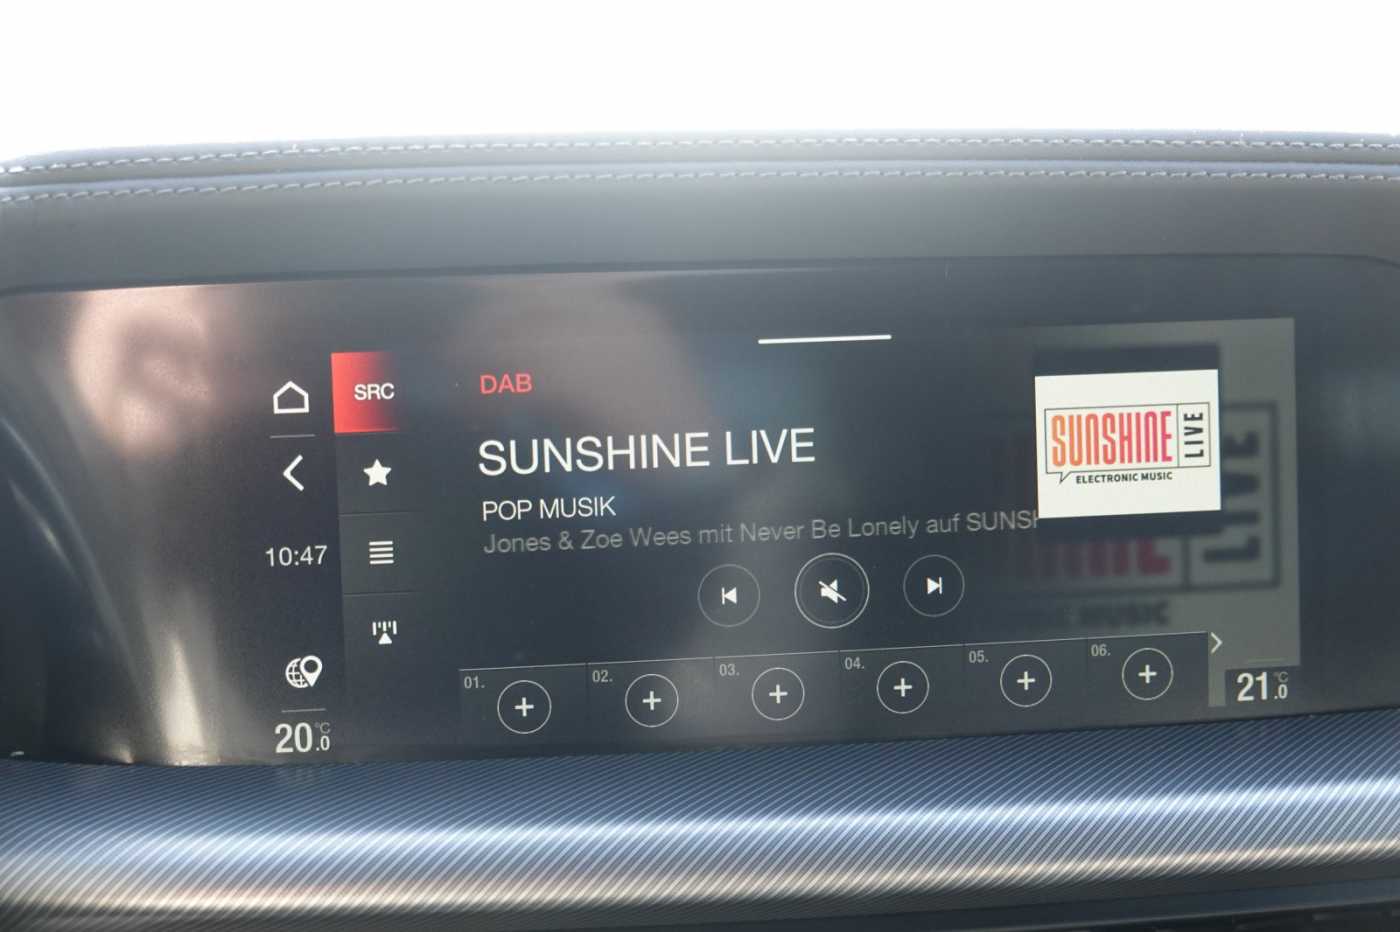 SRC
DAB
SUNSHINE LIVE
POP MUSIK
Jones & Zoe Wees mit Never Be Lonely auf SUNSH
10:47
SUNSHINE LIVE
ELECTRONIC MUSIC
01. 02. 03. 04. 05. 06.
20.0 °C
21.0 °C